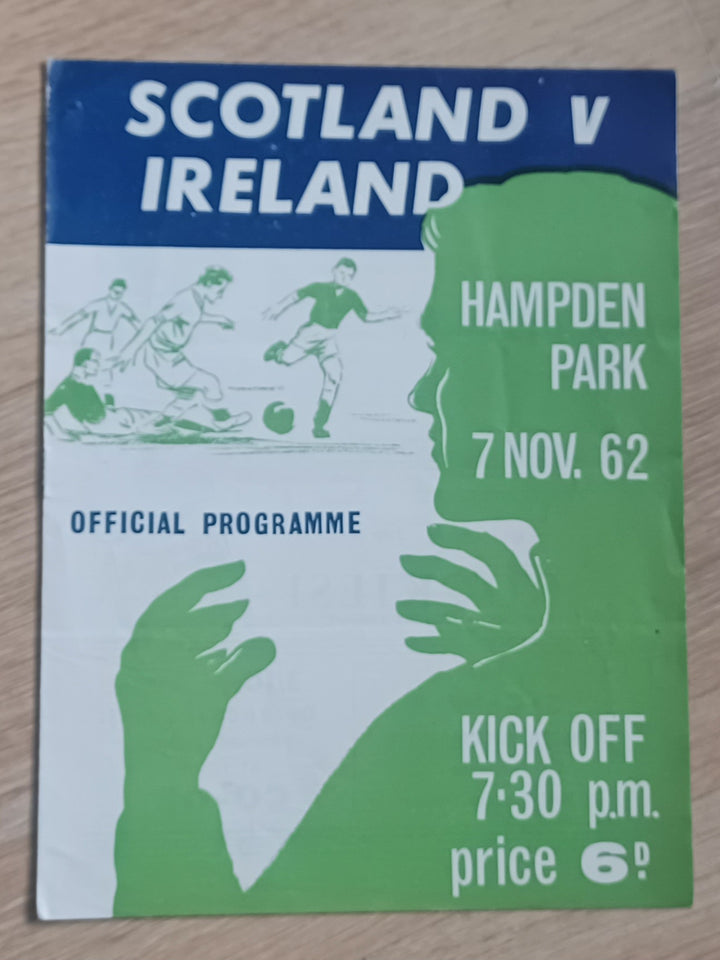 SCOTLAND V
IRELAND
HAMPDEN
PARK
7 NOV. 62
OFFICIAL PROGRAMME
KICK OFF
7·30 p.m.
price 6D.